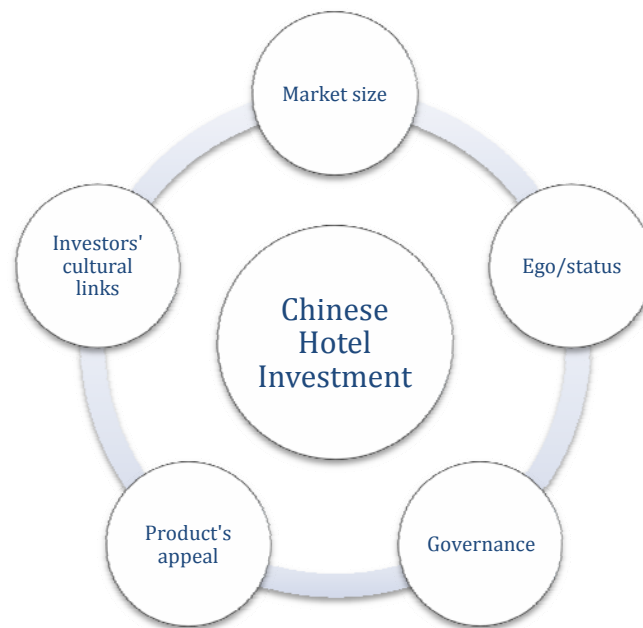 Market size
Investors'
cultural
links
Ego/status
Chinese
Hotel
Investment
Product's
appeal
Governance